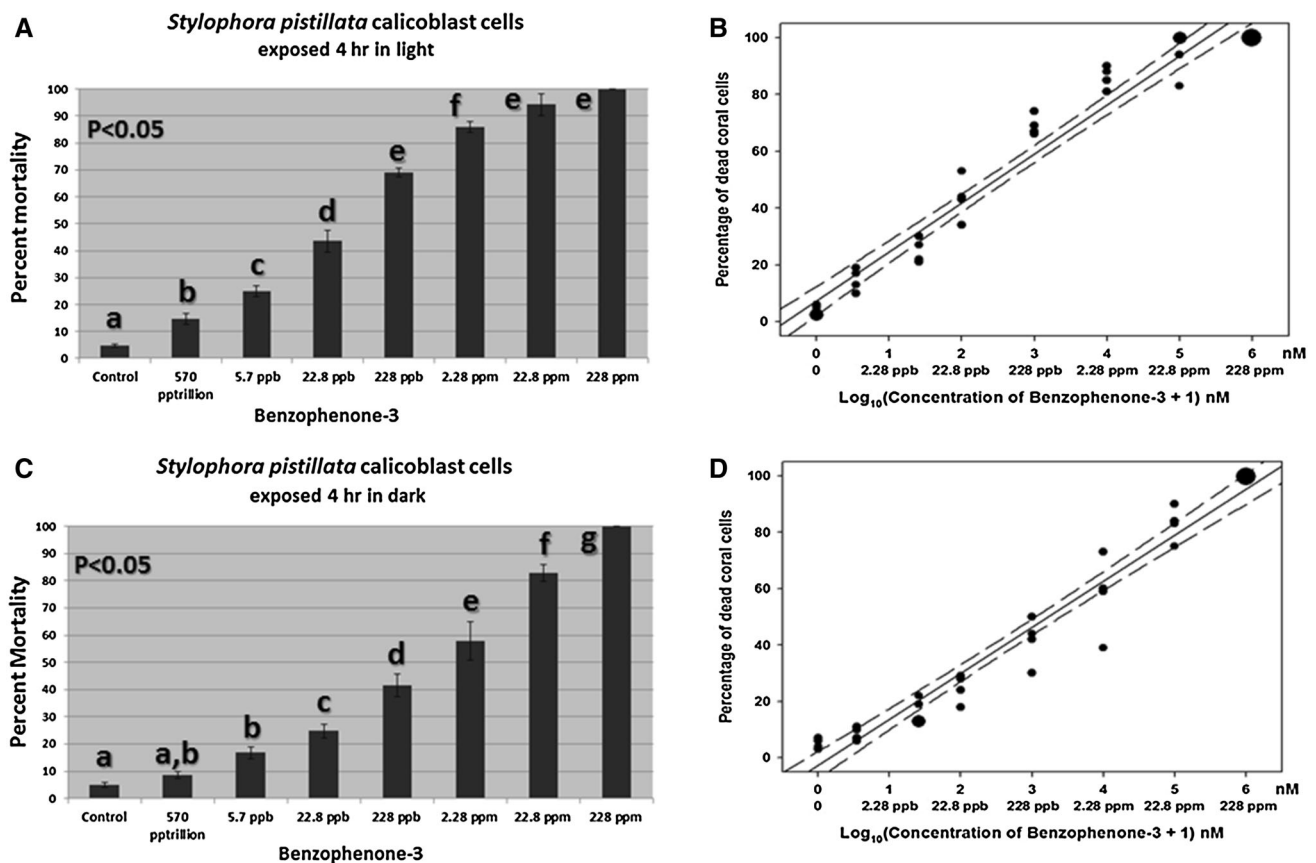 A
Stylophora pistillata calicoblast cells
exposed 4 hr in light
Percent mortality
100
90
80
70
60
50
40
30
20
10
0
P<0.05
a
b
c
d
e
f
e
e
Control
570 pptrillion
5.7 ppb
22.8 ppb
228 ppb
2.28 ppm
22.8 ppm
228 ppm
Benzophenone-3
B
Percentage of dead coral cells
100
80
60
40
20
0
0 1 2 3 4 5 6 nM
0 2.28 ppb 22.8 ppb 228 ppb 2.28 ppm 22.8 ppm 228 ppm
Log10(Concentration of Benzophenone-3 + 1) nM
C
Stylophora pistillata calicoblast cells
exposed 4 hr in dark
Percent Mortality
100
90
80
70
60
50
40
30
20
10
0
P<0.05
a
a,b
b
c
d
e
f
g
Control
570 pptrillion
5.7 ppb
22.8 ppb
228 ppb
2.28 ppm
22.8 ppm
228 ppm
Benzophenone-3
D
Percentage of dead coral cells
100
80
60
40
20
0
0 1 2 3 4 5 6 nM
0 2.28 ppb 22.8 ppb 228 ppb 2.28 ppm 22.8 ppm 228 ppm
Log10(Concentration of Benzophenone-3 + 1) nM